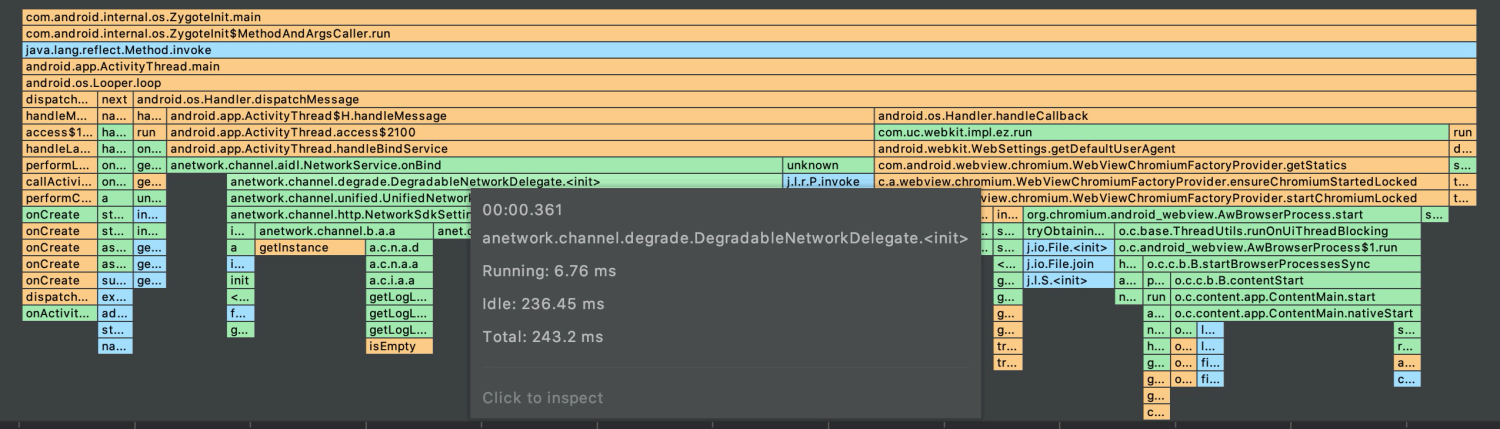 com.android.internal.os.ZygoteInit.main
com.android.internal.os.ZygoteInit$MethodAndArgsCaller.run
java.lang.reflect.Method.invoke
android.app.ActivityThread.main
android.os.Looper.loop
dispatch... next android.os.Handler.dispatchMessage
handleM... na... ha... android.app.ActivityThread$H.handleMessage android.os.Handler.handleCallback
access$1... ha... run android.app.ActivityThread.access$2100 com.uc.webkit.impl.ez.run run
handleLa... ha... on... android.app.ActivityThread.handleBindService android.webkit.WebSettings.getDefaultUserAgent d...
performL... on... ge... anetwork.channel.aidl.NetworkService.onBind unknown com.android.webview.chromium.WebViewChromiumFactoryProvider.getStatics s...
callActivi... on... ge... anetwork.channel.degrade.DegradableNetworkDelegate.<init> j.l.r.P.invoke c.a.webview.chromium.WebViewChromiumFactoryProvider.ensureChromiumStartedLocked t...
performC... a un... anetwork.channel.unified.UnifiedNetwor view.chromium.WebViewChromiumFactoryProvider.startChromiumLocked t...
onCreate st... in... anetwork.channel.http.NetworkSdkSettin in... org.chromium.android_webview.AwBrowserProcess.start s...
onCreate st... in... i... anetwork.channel.b.a.a anet.c s... tryObtainin... o.c.base.ThreadUtils.runOnUiThreadBlocking
onCreate as... ge... a getInstance a.c.n.a.d s... j.io.File.<init> o.c.android_webview.AwBrowserProcess$1.run
onCreate as... ge... i... a.c.n.a.a <... j.io.File.join h... o.c.c.b.B.startBrowserProcessesSync
onCreate su... ge... init a.c.i.a.a g... j.l.S.<init> a... p... o.c.c.b.B.contentStart
dispatch... ex... <... getLogL... g... n... run o.c.content.app.ContentMain.start
onActivit... ad... f... getLogL... g... a... o.c.content.app.ContentMain.nativeStart
st... g... getLogL... g... n... o... l... s...
na... isEmpty tr... h... o... l... r...
tr... g... o... fi... a...
g... o... fi... c...
g...
c...
00:00.361
anetwork.channel.degrade.DegradableNetworkDelegate.<init>
Running: 6.76 ms
Idle: 236.45 ms
Total: 243.2 ms
Click to inspect